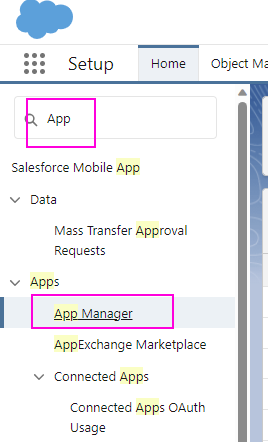 Setup Home Object Ma
App
Salesforce Mobile App
Data
Mass Transfer Approval
Requests
Apps
App Manager
AppExchange Marketplace
Connected Apps
Connected Apps OAuth
Usage